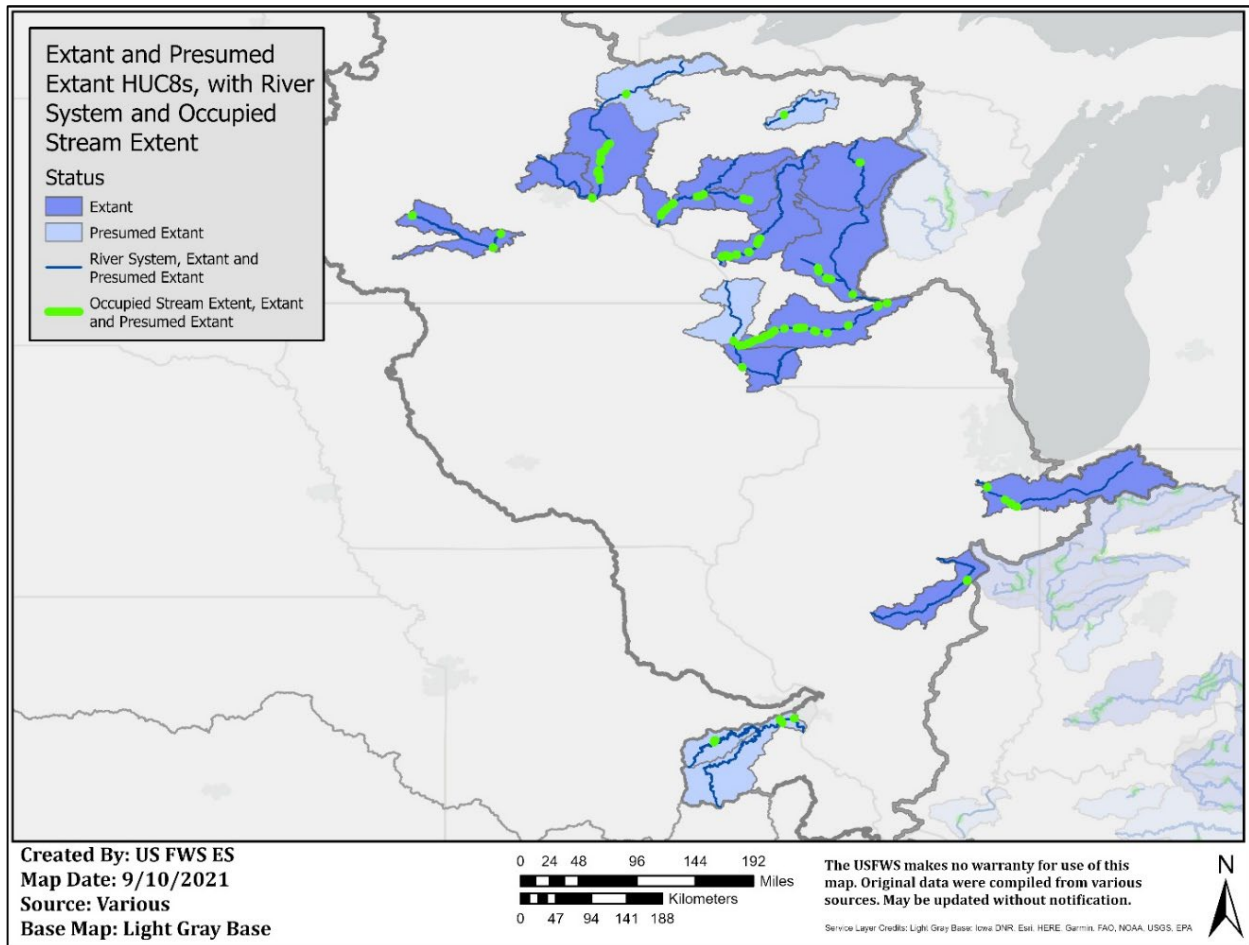 Extant and Presumed
Extant HUC8s, with River
System and Occupied
Stream Extent
Status
Extant
Presumed Extant
River System, Extant and
Presumed Extant
Occupied Stream Extent, Extant
and Presumed Extant
Created By: US FWS ES
Map Date: 9/10/2021
Source: Various
Base Map: Light Gray Base
0 24 48 96 144 192
Miles
Kilometers
0 47 94 141 188
The USFWS makes no warranty for use of this
map. Original data were compiled from various
sources. May be updated without notification.
Service Layer Credits: Light Gray Base: Iowa DNR, Esri, HERE, Garmin, FAO, NOAA, USGS, EPA
N